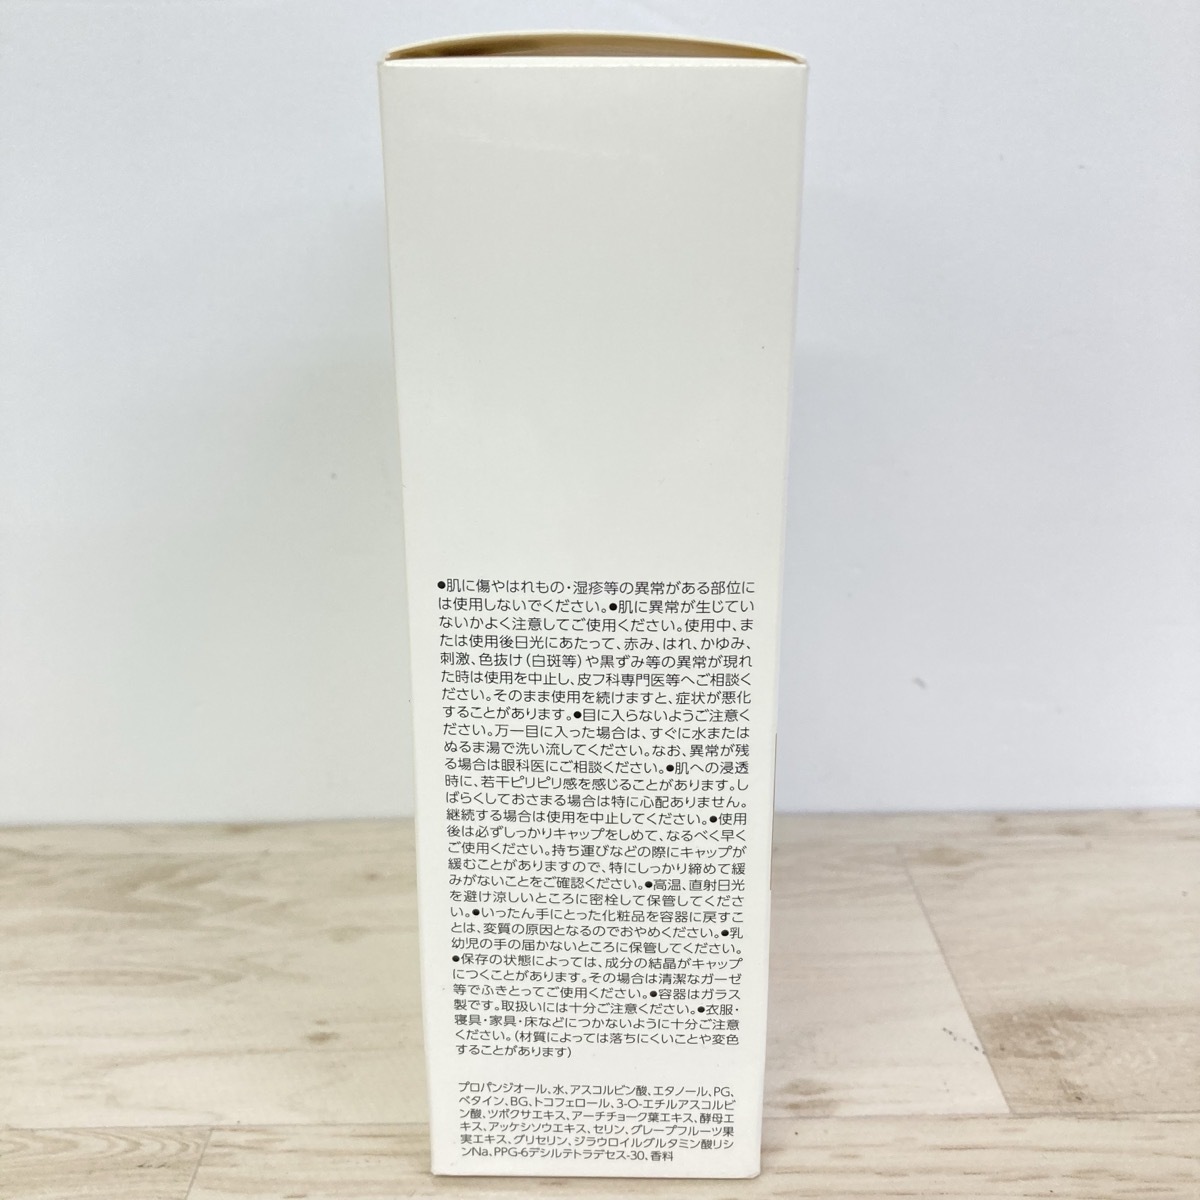 ●肌に傷やはれもの・湿疹等の異常がある部位に
は使用しないでください。●肌に異常が生じてい
ないかよく注意してご使用ください。使用中、ま
たは使用後日光にあたって、赤み、はれ、かゆみ、
刺激、色抜け(白斑等)や黒ずみ等の異常が現れ
た時は使用を中止し、皮フ科専門医等へご相談く
ださい。そのまま使用を続けますと、症状が悪化
することがあります。●目に入らないようご注意く
ださい。万一目に入った場合は、すぐに水または
ぬるま湯で洗い流してください。なお、異常が残
る場合は眼科医にご相談ください。●肌への浸透
時に、若干ピリピリ感を感じることがあります。し
ばらくしておさまる場合は特に心配ありません。
継続する場合は使用を中止してください。●使用
後は必ずしっかりキャップをしめて、なるべく早く
ご使用ください。持ち運びなどの際にキャップが
緩むことがありますので、特にしっかり締めて緩
みがないことをご確認ください。●高温、直射日光
を避け涼しいところに密栓して保管してくださ
い。●いったん手にとった化粧品を容器に戻すこ
とは、変質の原因となるのでおやめください。●乳
幼児の手の届かないところに保管してください。
●保存の状態によっては、成分の結晶がキャップ
につくことがあります。その場合は清潔なガーゼ
等でふきとってご使用ください。●容器はガラス
製です。取扱いには十分ご注意ください。●衣服・
寝具・家具・床などにつかないように十分ご注意
ください。(材質によっては落ちにくいことや変色
することがあります)
プロパンジオール、水、アスコルビン酸、エタノール、PG、
ベタイン、BG、トコフェロール、3-O-エチルアスコルビ
ン酸、ツボクサエキス、アーチチョーク葉エキス、酵母エ
キス、アッケシソウエキス、セリン、グレープフルーツ果
実エキス、グリセリン、ジラウロイルグルタミン酸リシ
ンNa、PPG-6デシルテトラデセス-30、香料